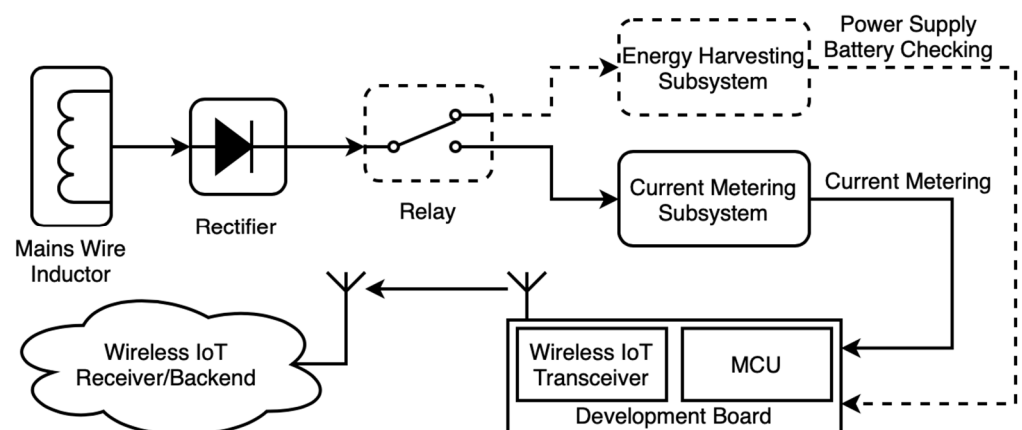 Power Supply
Battery Checking
Energy Harvesting
Subsystem
Current Metering
Subsystem
Current Metering
Relay
Rectifier
Mains Wire
Inductor
Wireless IoT
Receiver/Backend
Wireless IoT
Transceiver
MCU
Development Board